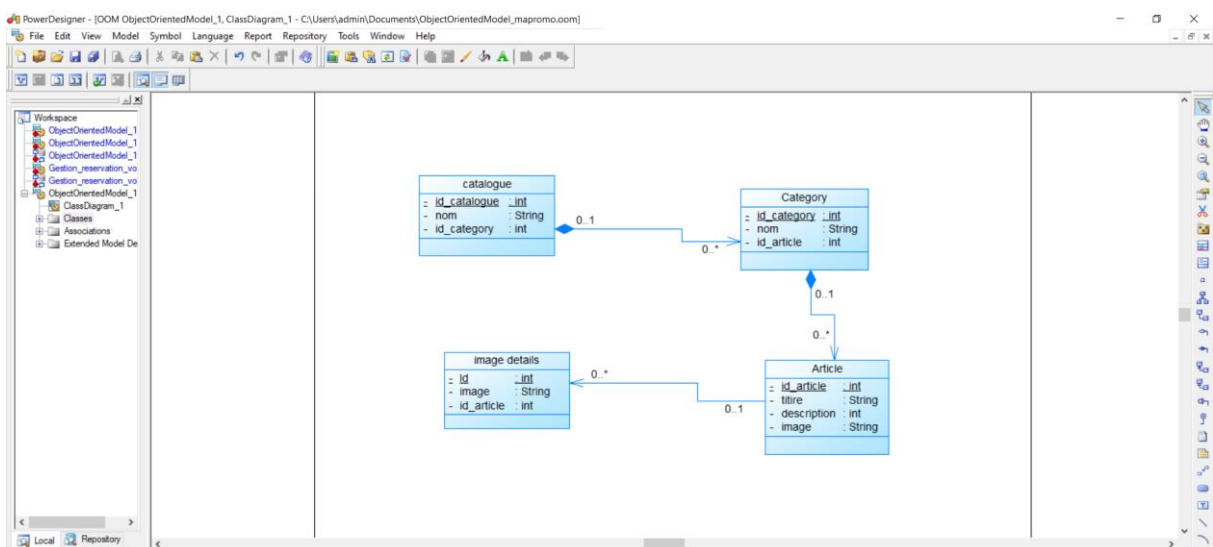 PowerDesigner - [OOM ObjectOrientedModel_1, ClassDiagram_1 - C:\Users\admin\Documents\ObjectOrientedModel_mapromo.oom]
File Edit View Model Symbol Language Report Repository Tools Window Help
Workspace
ObjectOrientedModel_1
ObjectOrientedModel_1
ObjectOrientedModel_1
Gestion_reservation_vo
Gestion_reservation_vo
ObjectOrientedModel_1
ClassDiagram_1
Classes
Associations
Extended Model De
Local Repository
catalogue
- id_catalogue : int
- nom : String
- id_category : int
0..1
0..*
Category
- id_category : int
- nom : String
- id_article : int
0..1
0..*
image details
- Id : int
- image : String
- id_article : int
0..*
0..1
Article
- id_article : int
- titire : String
- description : int
- image : String